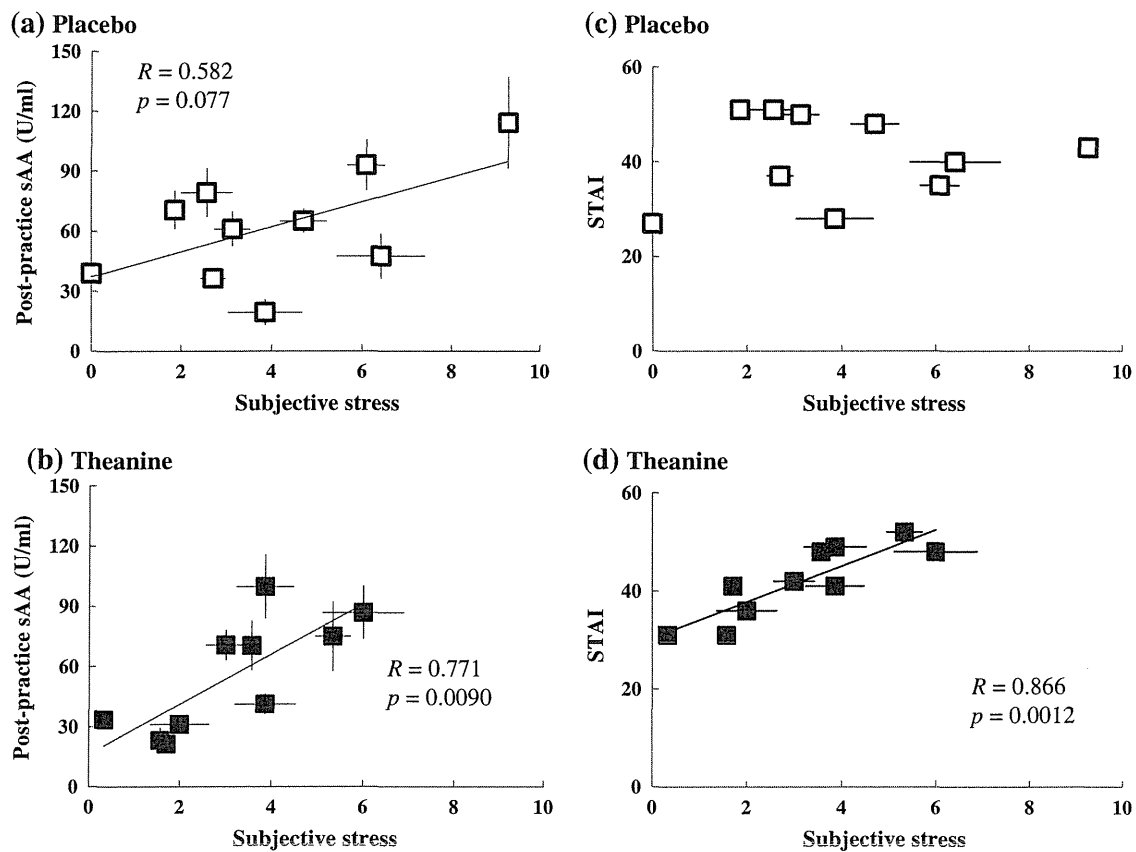 (a) Placebo
150
120
90
60
30
0
Post-practice sAA (U/ml)
R = 0.582
p = 0.077
0 2 4 6 8 10
Subjective stress
(c) Placebo
60
40
20
0
STAI
0 2 4 6 8 10
Subjective stress
(b) Theanine
150
120
90
60
30
0
Post-practice sAA (U/ml)
R = 0.771
p = 0.0090
0 2 4 6 8 10
Subjective stress
(d) Theanine
60
40
20
0
STAI
R = 0.866
p = 0.0012
0 2 4 6 8 10
Subjective stress